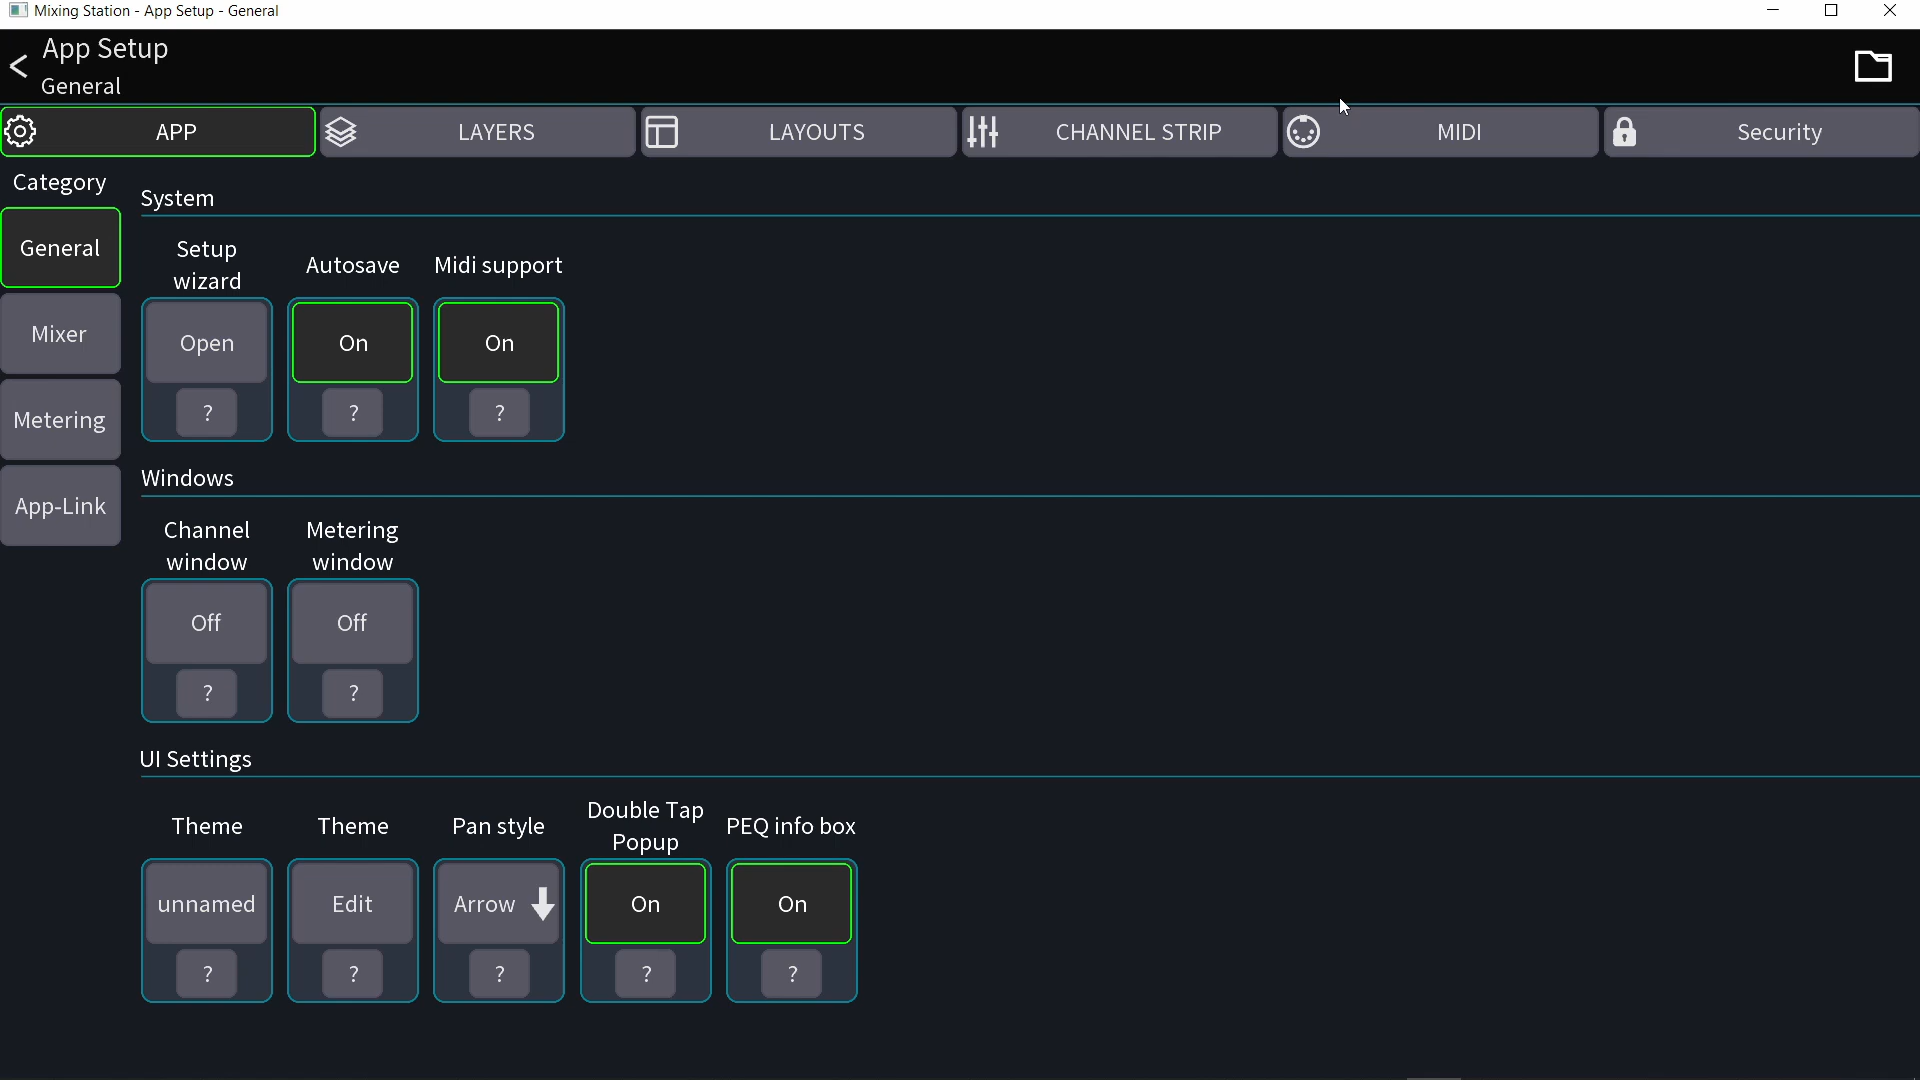 Mixing Station - App Setup - General
App Setup
General
APP
LAYERS
LAYOUTS
CHANNEL STRIP
MIDI
Security
Category
General
Mixer
Metering
App-Link
System
Setup
wizard
Autosave
Midi support
Open
On
On
?
?
?
Windows
Channel
window
Metering
window
Off
Off
?
?
UI Settings
Theme
Theme
Pan style
Double Tap
Popup
PEQ info box
unnamed
Edit
Arrow
On
On
?
?
?
?
?